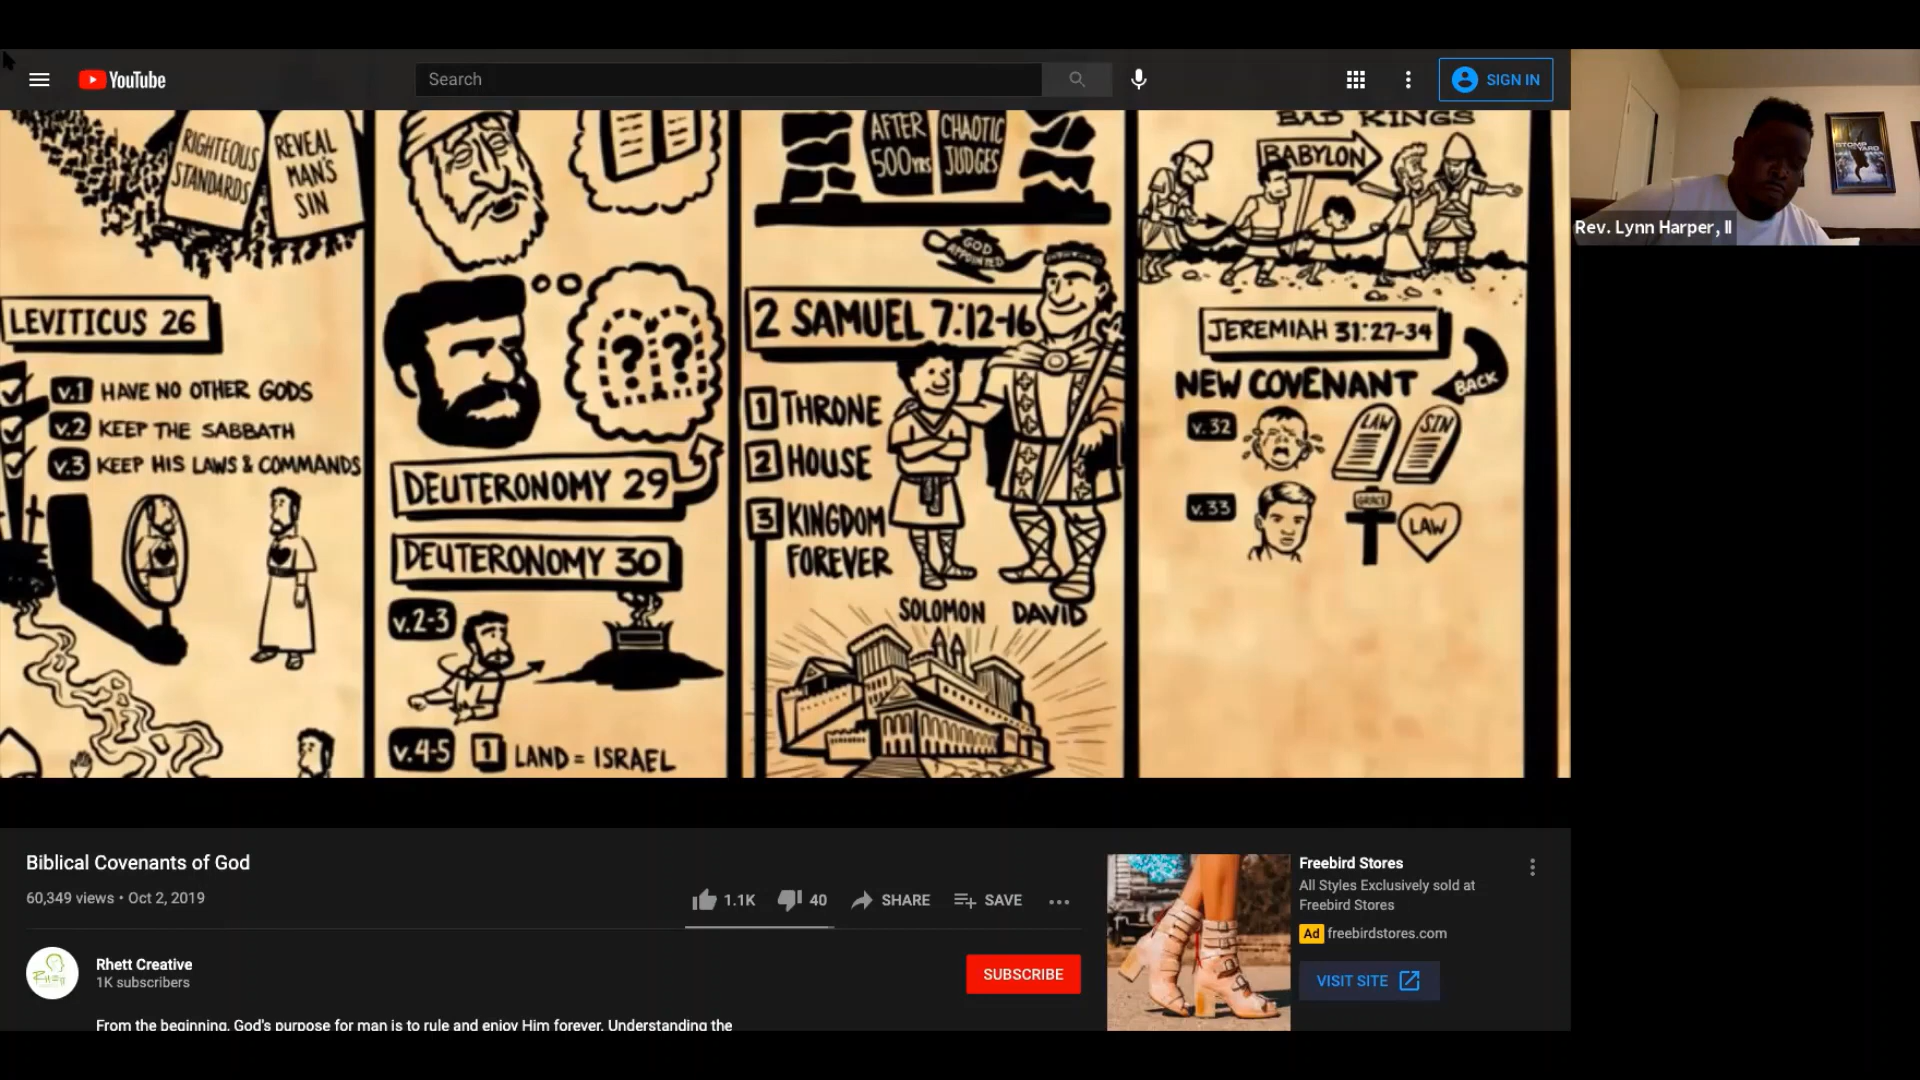 YouTube
Search
SIGN IN
RIGHTEOUS
STANDARDS
REVEAL
MAN'S
SIN
LEVITICUS 26
v.1 HAVE NO OTHER GODS
v.2 KEEP THE SABBATH
v.3 KEEP HIS LAWS & COMMANDS
? ?
DEUTERONOMY 29
DEUTERONOMY 30
v.2-3
v.4-5 1 LAND = ISRAEL
AFTER
500YRS
CHAOTIC
JUDGES
GOD
APPOINTED
2 SAMUEL 7:12-16
1 THRONE
2 HOUSE
3 KINGDOM
FOREVER
SOLOMON DAVID
BAD KINGS
BABYLON
JEREMIAH 31:27-34
NEW COVENANT
BACK
v.32
LAW
SIN
v.33
GRACE
LAW
STOMP
YARD
Rev. Lynn Harper, II
Biblical Covenants of God
60,349 views • Oct 2, 2019
1.1K 40 SHARE SAVE
Rhett Creative
1K subscribers
SUBSCRIBE
From the beginning, God's purpose for man is to rule and enjoy Him forever. Understanding the
Freebird Stores
All Styles Exclusively sold at
Freebird Stores
Ad freebirdstores.com
VISIT SITE